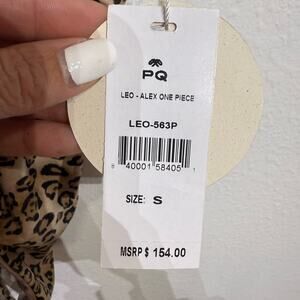 PQ
LEO - ALEX ONE PIECE
LEO-563P
8 40001 58405 1
SIZE: S
MSRP $ 154.00